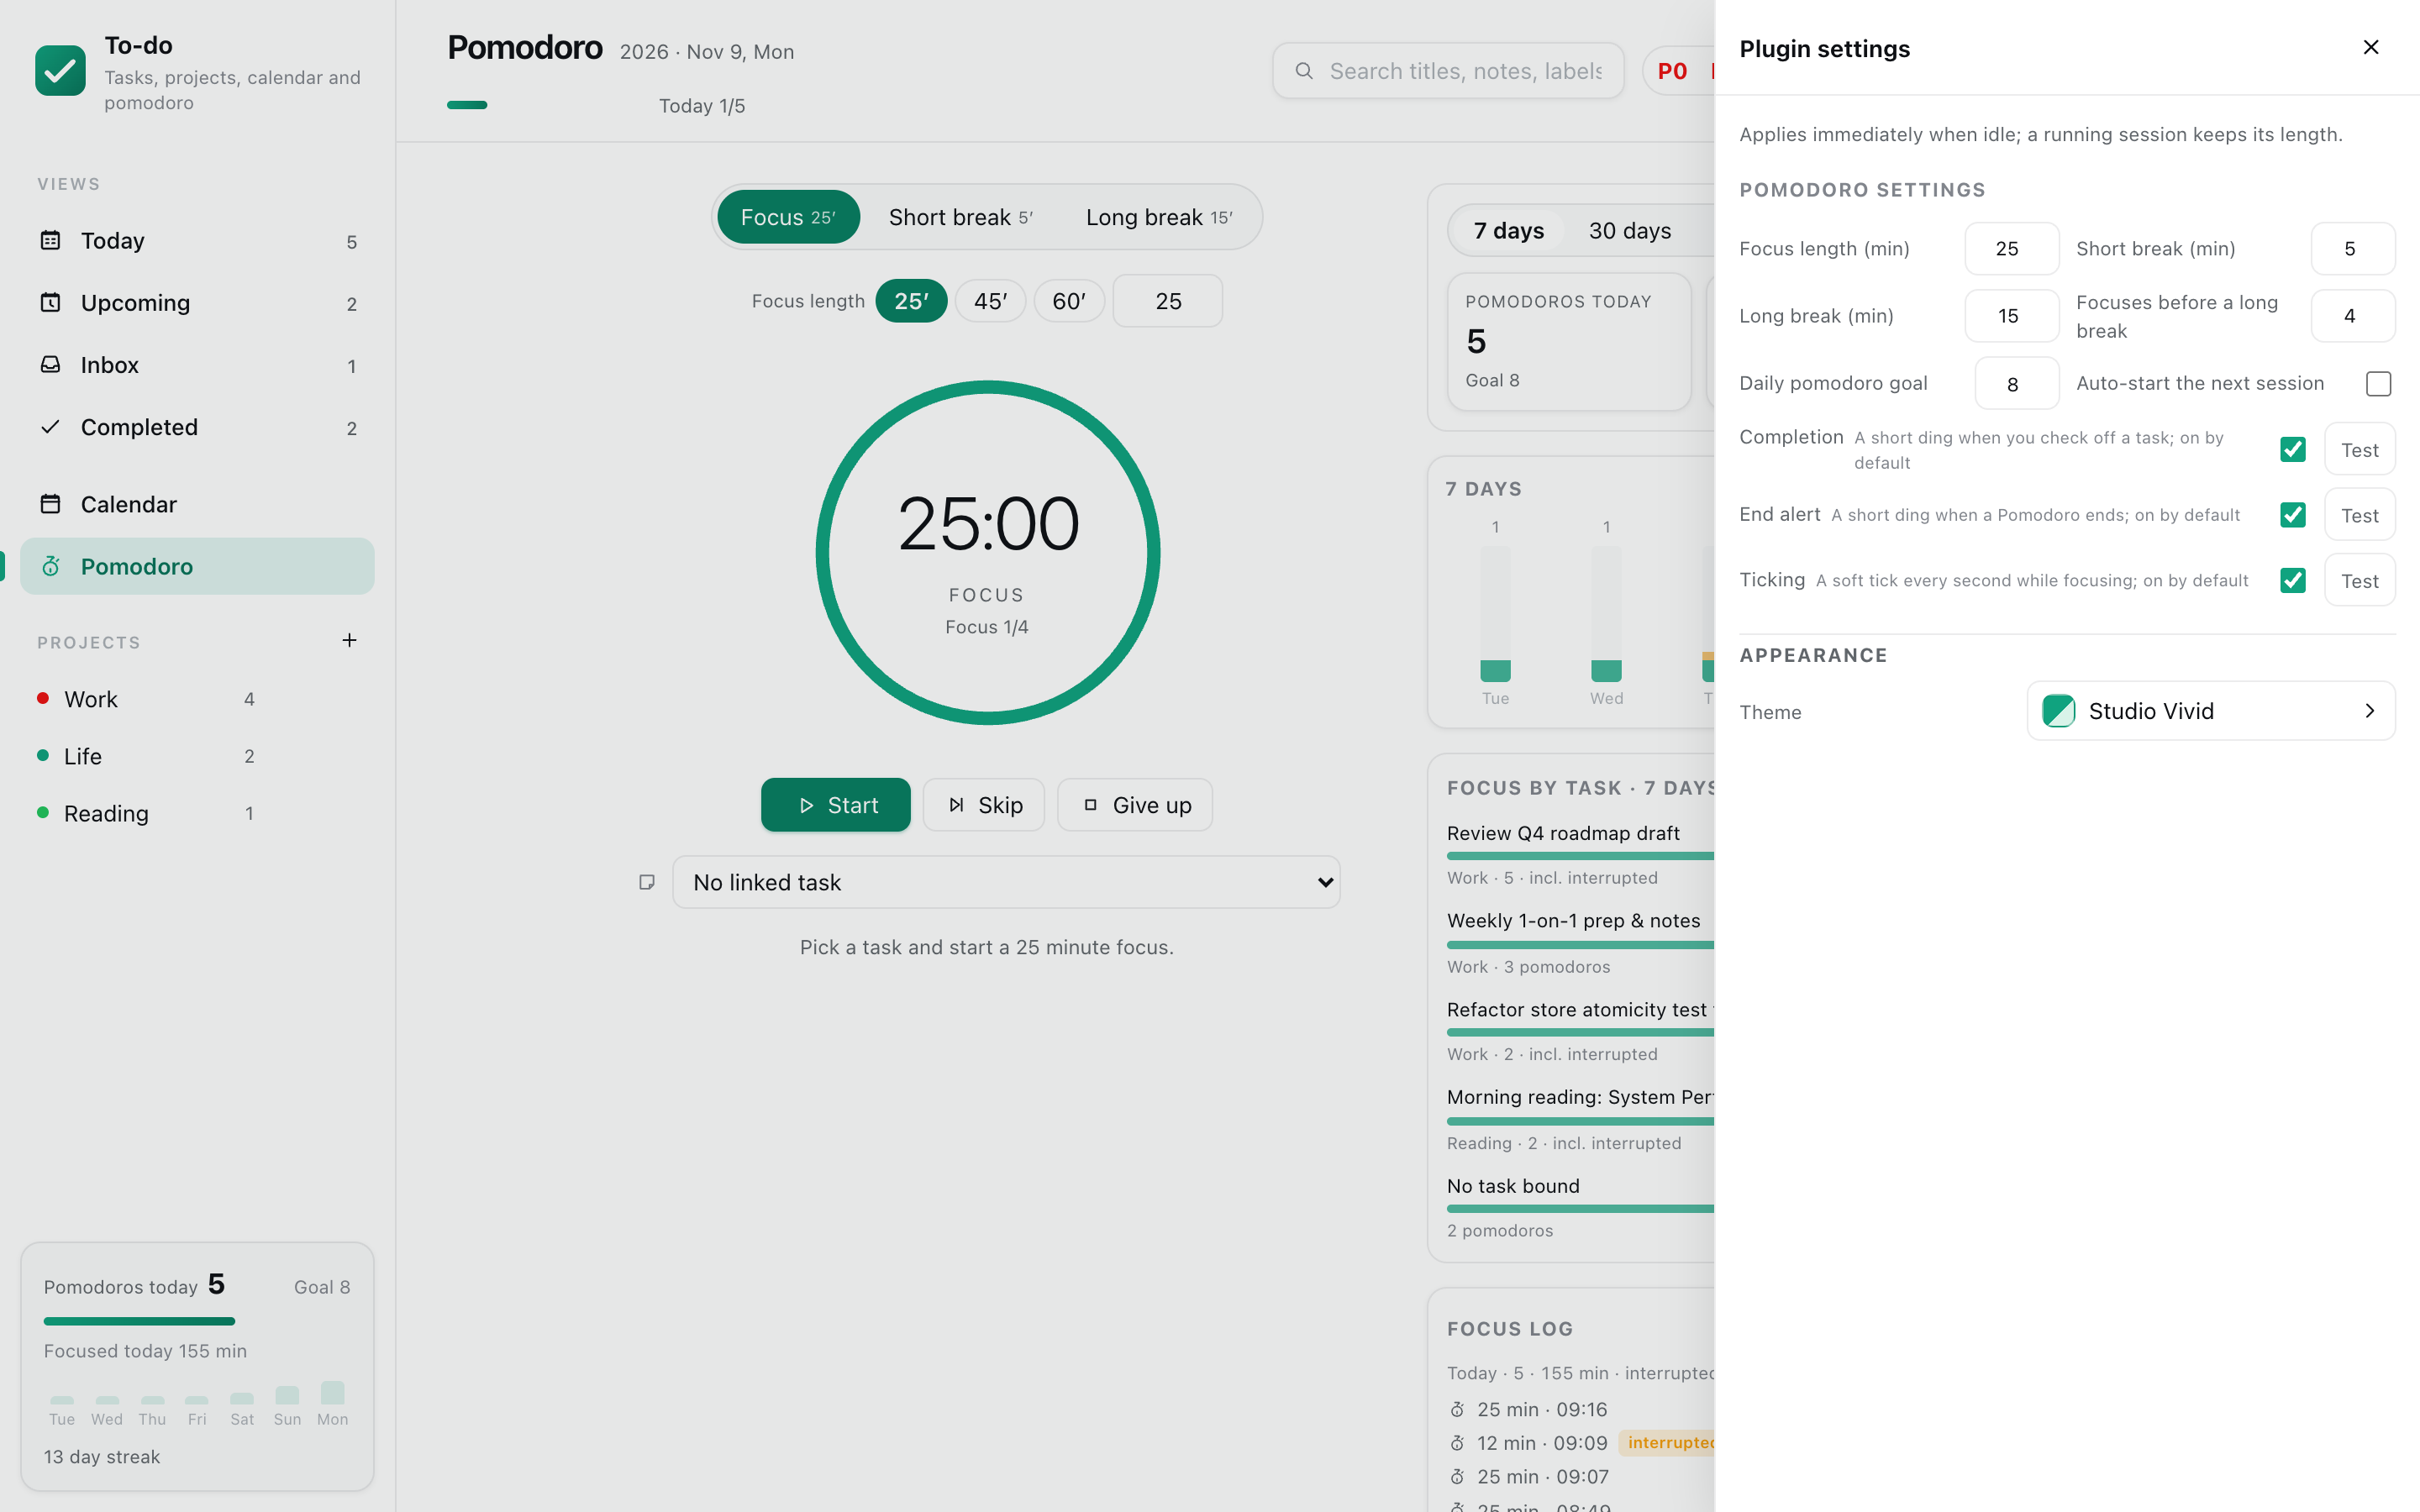 To-do
Tasks, projects, calendar and
pomodoro
VIEWS
Today 5
Upcoming 2
Inbox 1
Completed 2
Calendar
Pomodoro
PROJECTS
Work 4
Life 2
Reading 1
Pomodoros today 5 Goal 8
Focused today 155 min
Tue Wed Thu Fri Sat Sun Mon
13 day streak
Pomodoro 2026 · Nov 9, Mon
Today 1/5
Search titles, notes, labels
P0
Focus 25′ Short break 5′ Long break 15′
Focus length 25′ 45′ 60′ 25
25:00
FOCUS
Focus 1/4
Start Skip Give up
No linked task
Pick a task and start a 25 minute focus.
7 days 30 days
POMODOROS TODAY
5
Goal 8
7 DAYS
1 1
Tue Wed T
FOCUS BY TASK · 7 DAYS
Review Q4 roadmap draft
Work · 5 · incl. interrupted
Weekly 1-on-1 prep & notes
Work · 3 pomodoros
Refactor store atomicity test
Work · 2 · incl. interrupted
Morning reading: System Per
Reading · 2 · incl. interrupted
No task bound
2 pomodoros
FOCUS LOG
Today · 5 · 155 min · interrupted
25 min · 09:16
12 min · 09:09 interrupted
25 min · 09:07
25 min · 08:49
Plugin settings
Applies immediately when idle; a running session keeps its length.
POMODORO SETTINGS
Focus length (min) 25 Short break (min) 5
Long break (min) 15 Focuses before a long
break 4
Daily pomodoro goal 8 Auto-start the next session
Completion A short ding when you check off a task; on by
default Test
End alert A short ding when a Pomodoro ends; on by default Test
Ticking A soft tick every second while focusing; on by default Test
APPEARANCE
Theme Studio Vivid